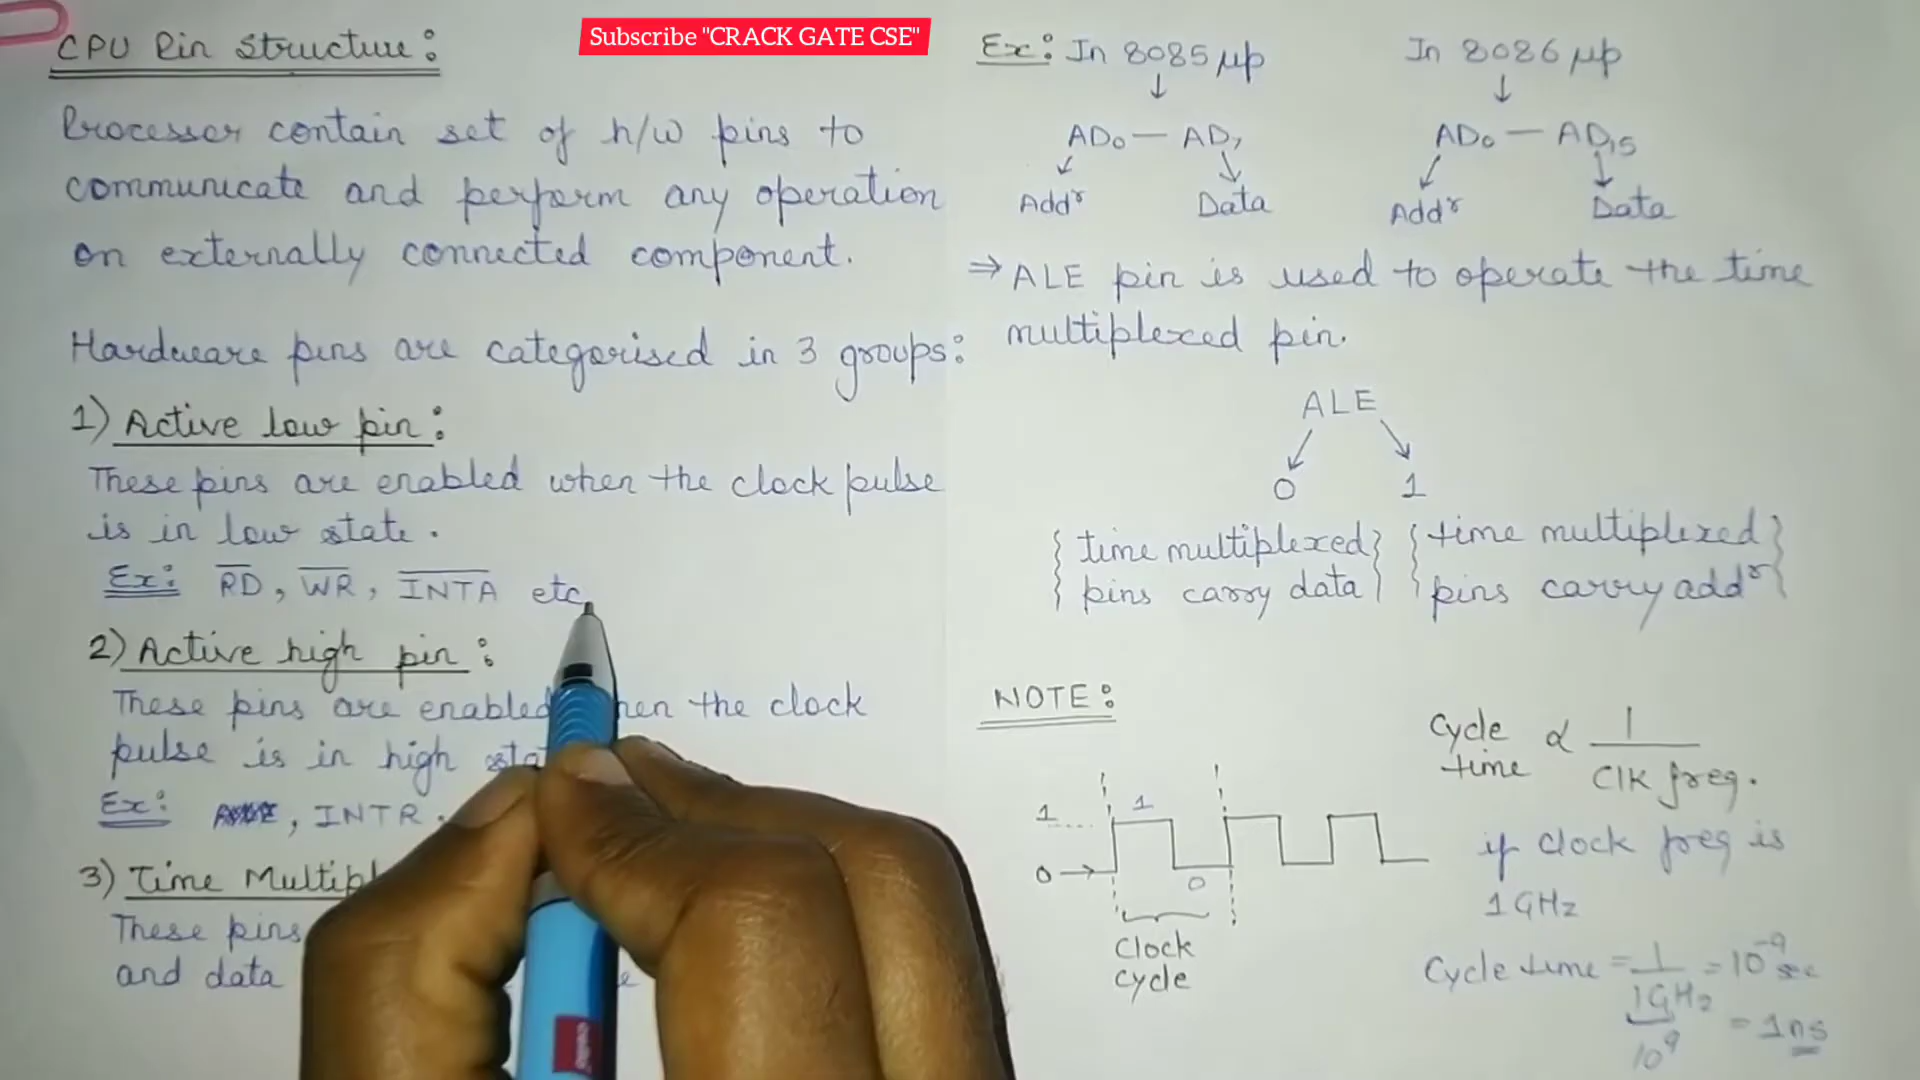 CPU Pin Structure:
Subscribe "CRACK GATE CSE"
Processor contain set of h/w pins to
communicate and perform any operation
on externally connected component.
Hardware pins are categorised in 3 groups:
1) Active low pin:
These pins are enabled when the clock pulse
is in low state.
Ex: R̅D̅, W̅R̅, I̅N̅T̅A̅ etc
2) Active high pin:
These pins are enabled when the clock
pulse is in high
Ex: , INTR.
3) Time
These pins
and data
Ex: In 8085 μp
↓
AD₀ — AD₇
↙ ↘
Addʳ Data
In 8086 μp
↓
AD₀ — AD₁₅
↙ ↓
Addʳ Data
⇒ ALE pin is used to operate the time
multiplexed pin.
ALE
↙ ↘
0 1
{ time multiplexed }
{ pins carry data }
{ time multiplexed }
{ pins carry addʳ }
NOTE:
1 .... 1
0 → 0
Clock
cycle
Cycle time ∝ 1 / Clk freq.
if clock freq is
1 GHz
Cycle time = 1 / 1GHz = 10⁻⁹ sec
10⁹ = 1ns